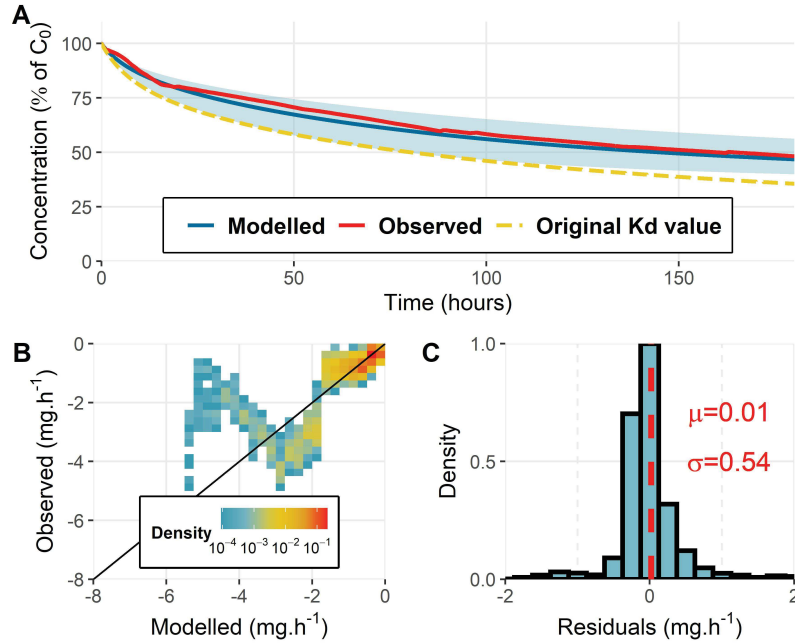 A
Concentration (% of C₀)
100
75
50
25
0
Modelled Observed Original Kd value
0 50 100 150
Time (hours)
B
Observed (mg.h⁻¹)
0
-2
-4
-6
-8
Density
10⁻⁴ 10⁻³ 10⁻² 10⁻¹
-8 -6 -4 -2 0
Modelled (mg.h⁻¹)
C
Density
1.0
0.5
0.0
μ=0.01
σ=0.54
-2 0 2
Residuals (mg.h⁻¹)